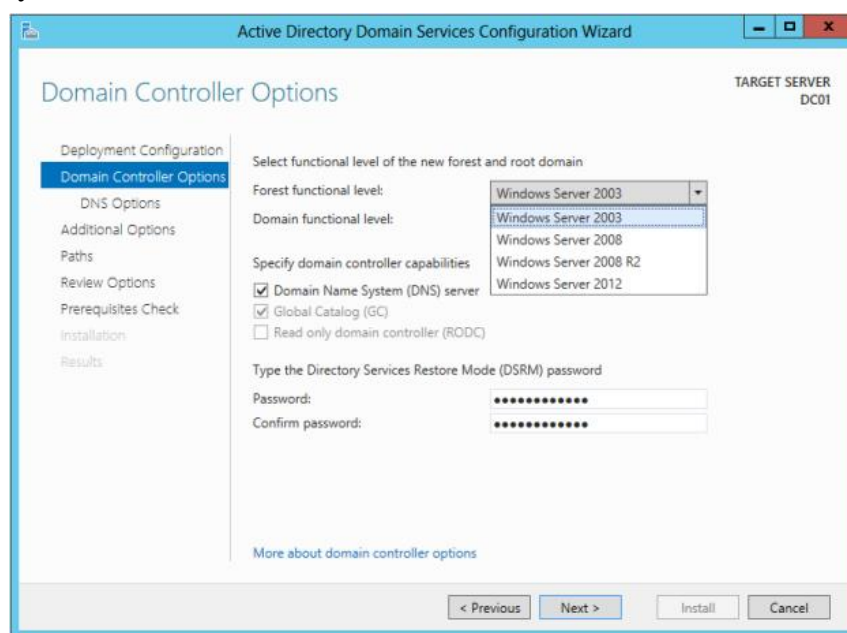 Active Directory Domain Services Configuration Wizard
Domain Controller Options
TARGET SERVER
DC01
Deployment Configuration
Domain Controller Options
DNS Options
Additional Options
Paths
Review Options
Prerequisites Check
Installation
Results
Select functional level of the new forest and root domain
Forest functional level:
Windows Server 2003
Domain functional level:
Windows Server 2003
Windows Server 2008
Windows Server 2008 R2
Windows Server 2012
Specify domain controller capabilities
Domain Name System (DNS) server
Global Catalog (GC)
Read only domain controller (RODC)
Type the Directory Services Restore Mode (DSRM) password
Password:
●●●●●●●●●●●●
Confirm password:
●●●●●●●●●●●●
More about domain controller options
< Previous
Next >
Install
Cancel